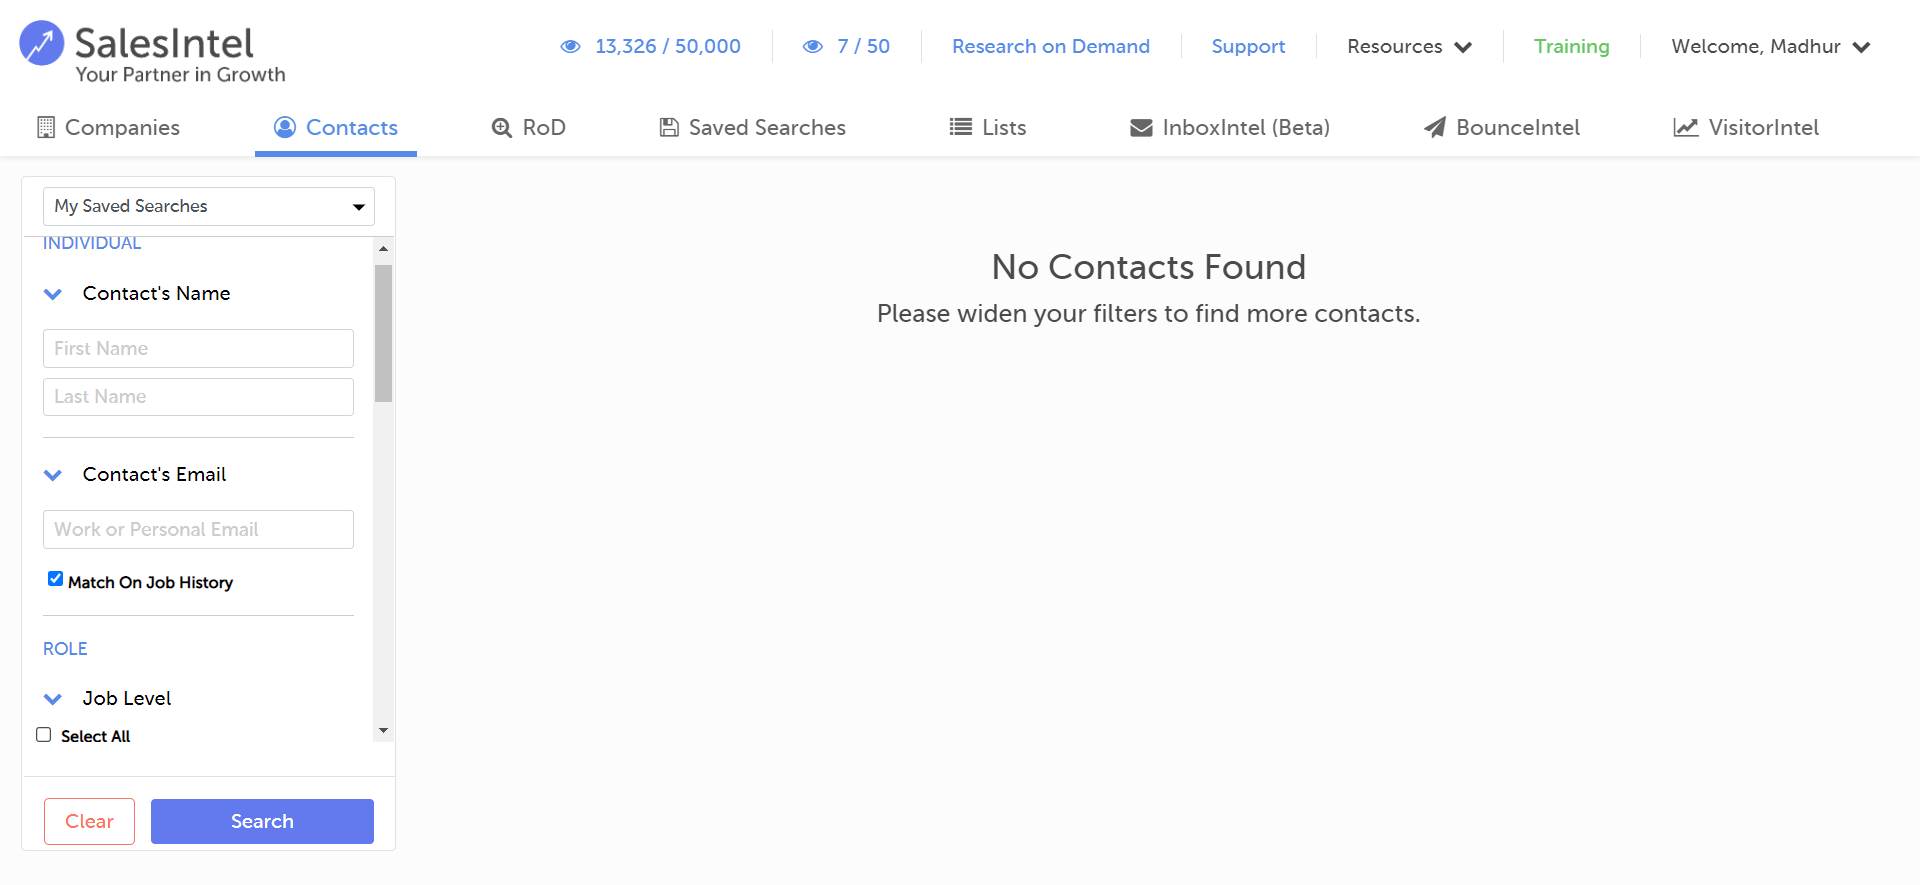 SalesIntel
Your Partner in Growth
13,326 / 50,000
7 / 50
Research on Demand
Support
Resources
Training
Welcome, Madhur
Companies
Contacts
RoD
Saved Searches
Lists
InboxIntel (Beta)
BounceIntel
VisitorIntel
My Saved Searches
INDIVIDUAL
Contact's Name
First Name
Last Name
Contact's Email
Work or Personal Email
Match On Job History
ROLE
Job Level
Select All
Clear
Search
No Contacts Found
Please widen your filters to find more contacts.